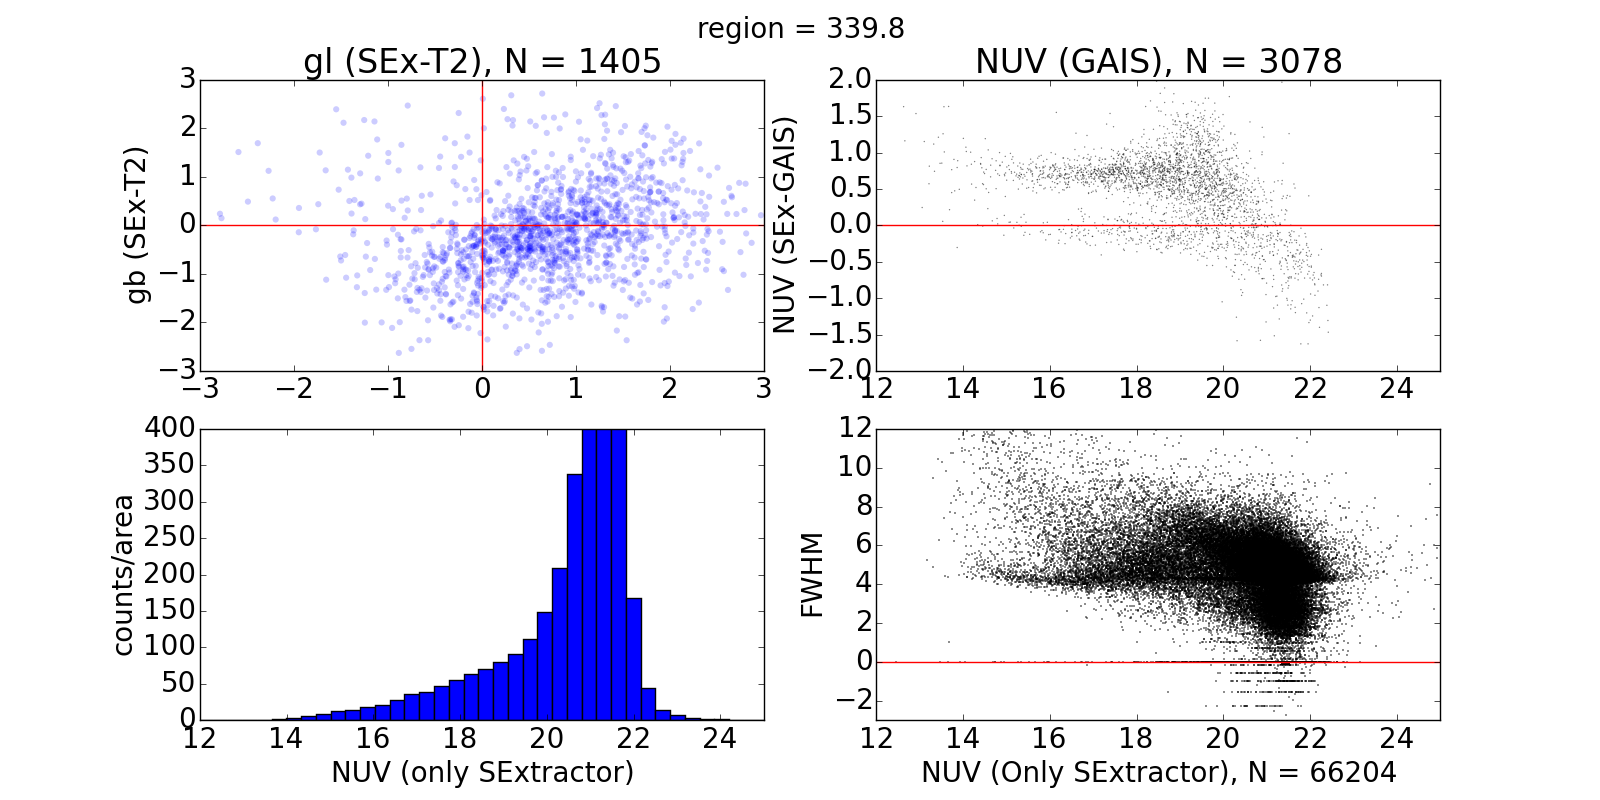 region = 339.8
gl (SEx-T2), N = 1405
3
2
1
0
−1
−2
−3
gb (SEx-T2)
−3 −2 −1 0 1 2 3
NUV (GAIS), N = 3078
2.0
1.5
1.0
0.5
0.0
−0.5
−1.0
−1.5
−2.0
NUV (SEx-GAIS)
12 14 16 18 20 22 24
400
350
300
250
200
150
100
50
0
counts/area
12 14 16 18 20 22 24
NUV (only SExtractor)
12
10
8
6
4
2
0
−2
FWHM
12 14 16 18 20 22 24
NUV (Only SExtractor), N = 66204